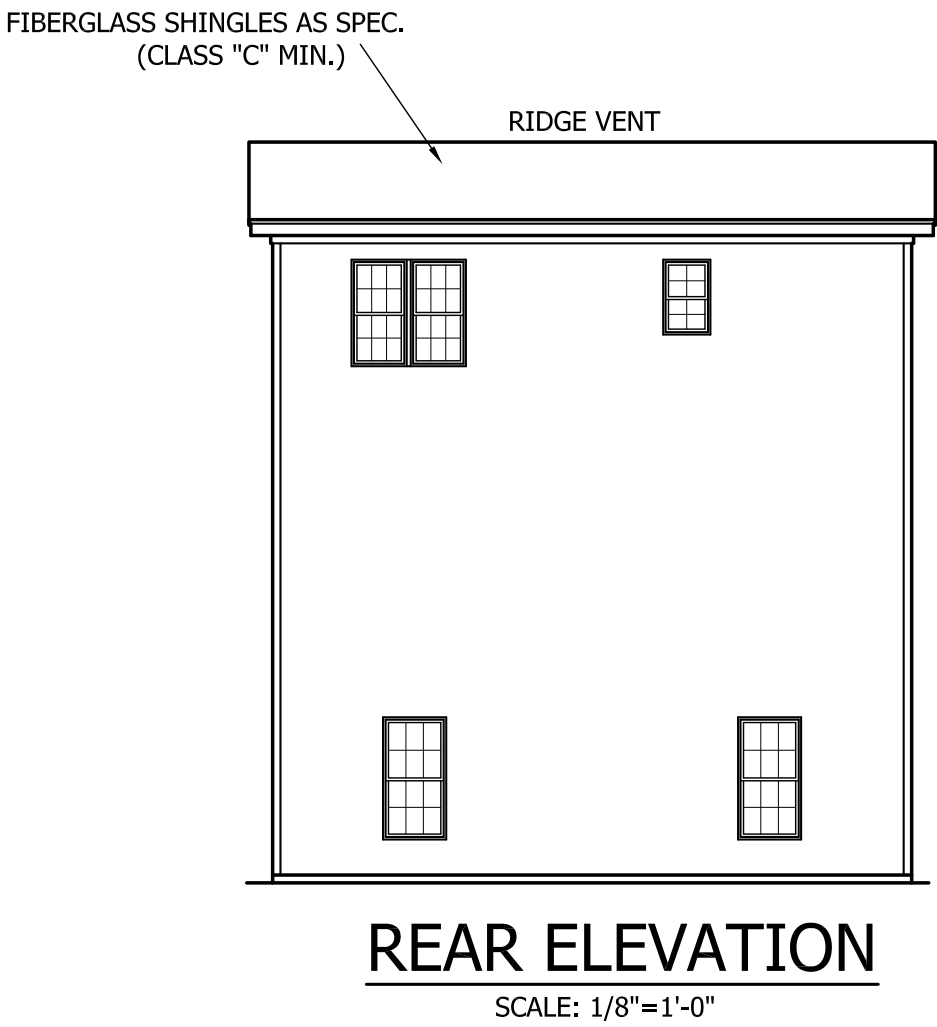 FIBERGLASS SHINGLES AS SPEC.
(CLASS "C" MIN.)
RIDGE VENT
REAR ELEVATION
SCALE: 1/8"=1'-0"